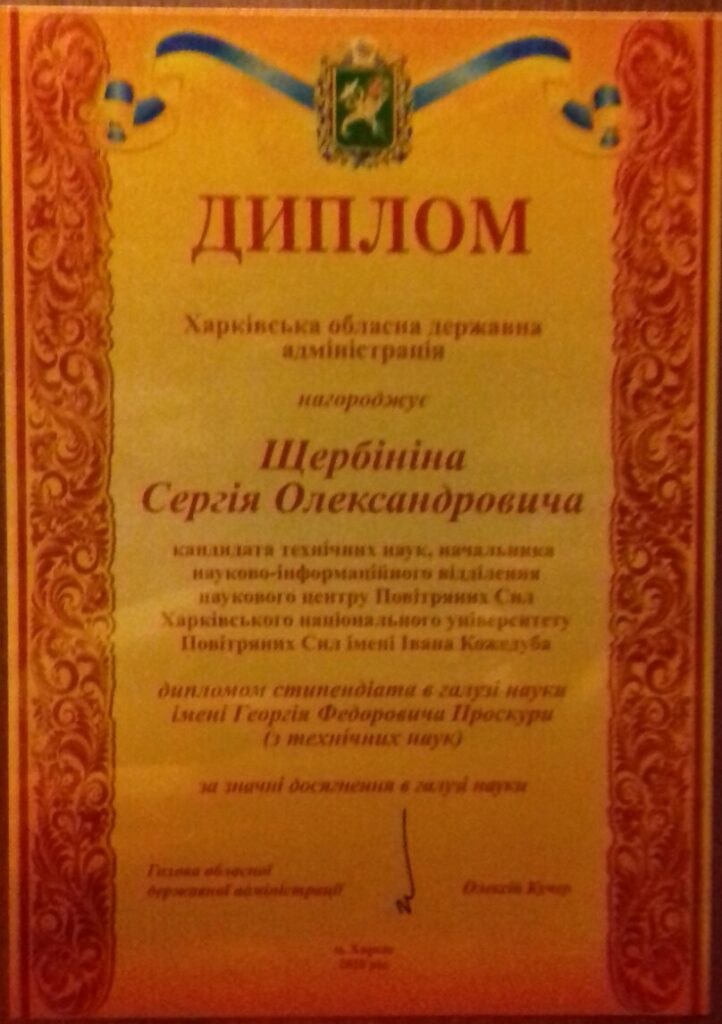 ДИПЛОМ
Харківська обласна державна
адміністрація
нагороджує
Щербініна
Сергія Олександровича
кандидата технічних наук, начальника
науково-інформаційного відділення
наукового центру Повітряних Сил
Харківського національного університету
Повітряних Сил імені Івана Кожедуба
дипломом стипендіата в галузі науки
імені Георгія Федоровича Проскури
(з технічних наук)
за значні досягнення в галузі науки
Голова обласної
державної адміністрації
Олексій Кучер
м. Харків